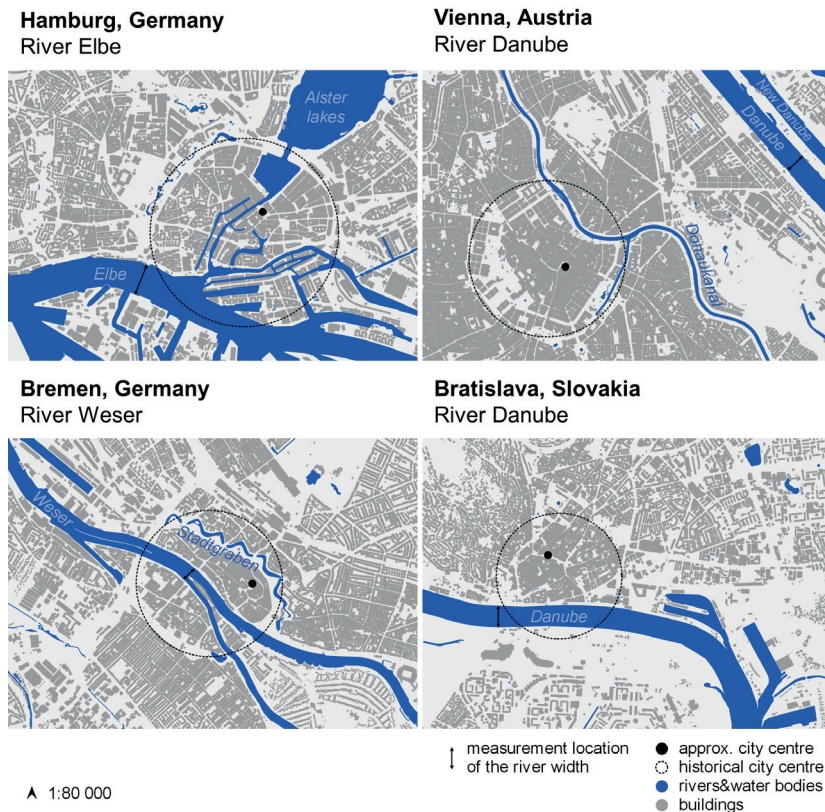 Hamburg, Germany
River Elbe
Alster
lakes
Elbe
Vienna, Austria
River Danube
New Danube
Danube
Donaukanal
Bremen, Germany
River Weser
Weser
Stadtgraben
Bratislava, Slovakia
River Danube
Danube
1:80 000
measurement location
of the river width
approx. city centre
historical city centre
rivers&water bodies
buildings